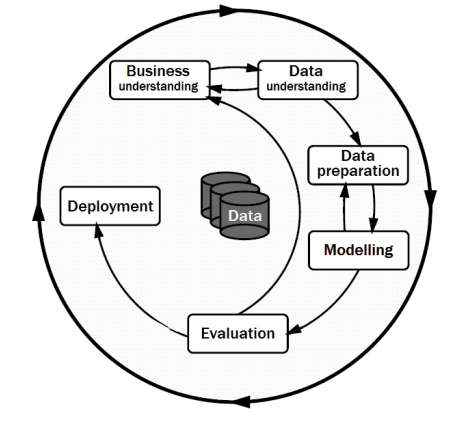 Business
understanding
Data
understanding
Data
preparation
Deployment
Data
Modelling
Evaluation